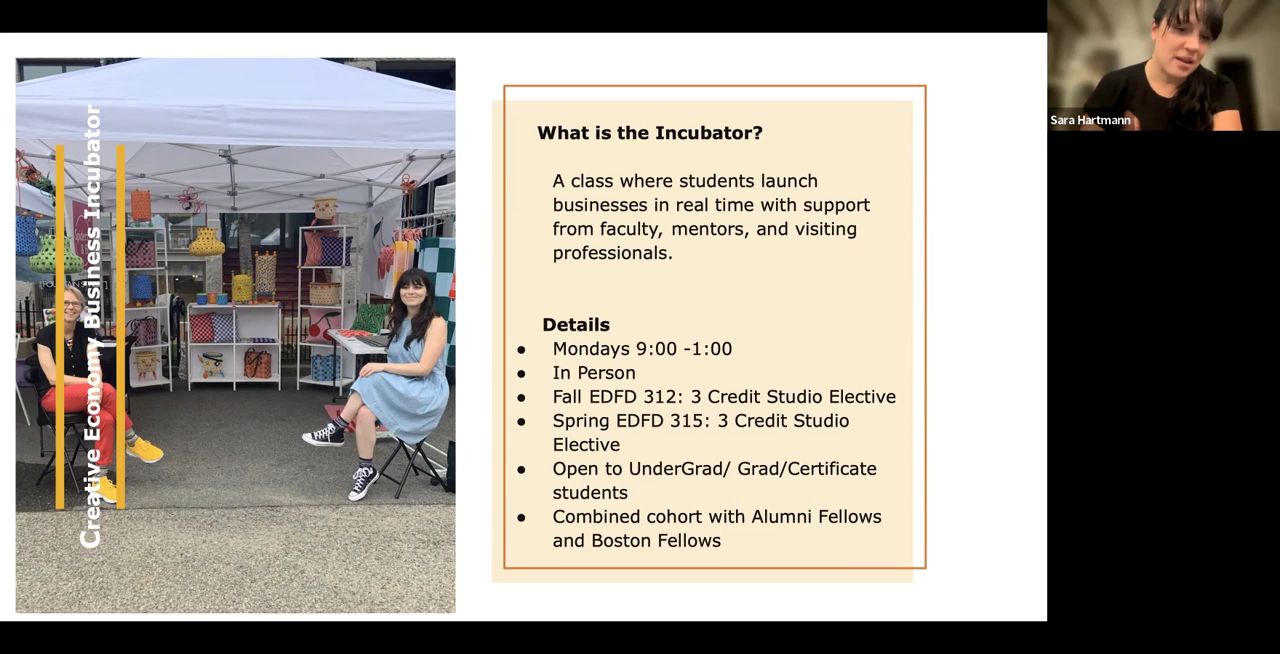 Creative Economy Business Incubator
What is the Incubator?
A class where students launch
businesses in real time with support
from faculty, mentors, and visiting
professionals.
Details
● Mondays 9:00 -1:00
● In Person
● Fall EDFD 312: 3 Credit Studio Elective
● Spring EDFD 315: 3 Credit Studio
Elective
● Open to UnderGrad/ Grad/Certificate
students
● Combined cohort with Alumni Fellows
and Boston Fellows
Sara Hartmann